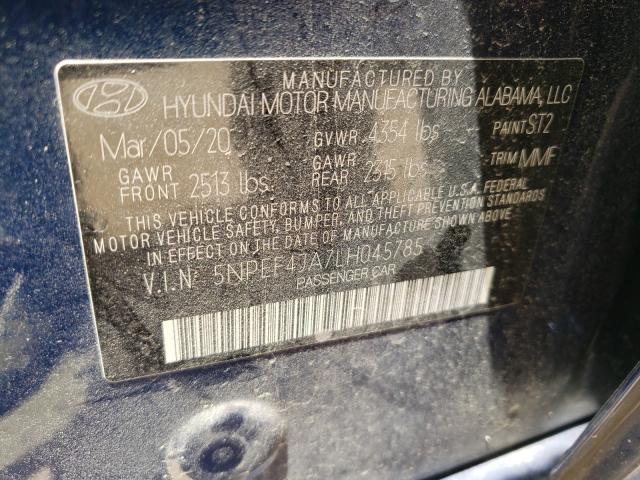 MANUFACTURED BY
HYUNDAI MOTOR MANUFACTURING ALABAMA, LLC
Mar/05/20 GVWR 4354 lbs PAINT ST2
GAWR FRONT 2513 lbs. GAWR REAR 2315 lbs. TRIM MMF
THIS VEHICLE CONFORMS TO ALL APPLICABLE U.S.A. FEDERAL
MOTOR VEHICLE SAFETY, BUMPER, AND THEFT PREVENTION STANDARDS
IN EFFECT ON THE DATE OF MANUFACTURE SHOWN ABOVE.
V.I.N: 5NPEF4JA7LH045785
PASSENGER CAR